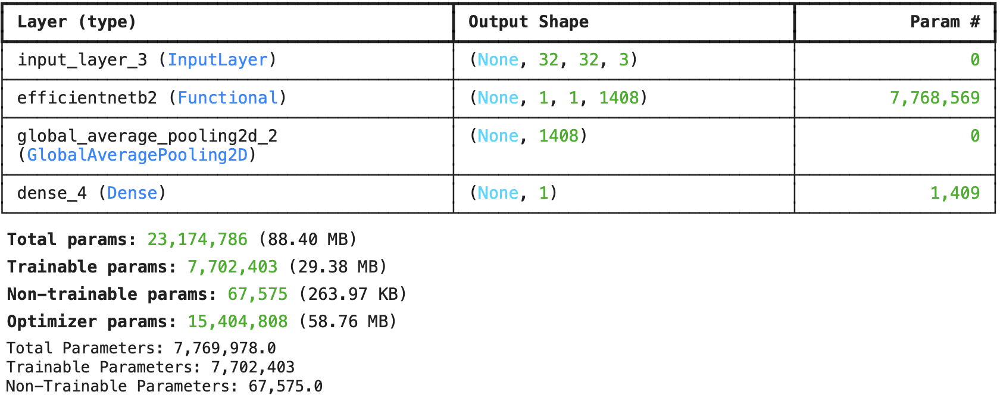 Layer (type) Output Shape Param #
input_layer_3 (InputLayer) (None, 32, 32, 3) 0
efficientnetb2 (Functional) (None, 1, 1, 1408) 7,768,569
global_average_pooling2d_2 (None, 1408) 0
(GlobalAveragePooling2D)
dense_4 (Dense) (None, 1) 1,409
Total params: 23,174,786 (88.40 MB)
Trainable params: 7,702,403 (29.38 MB)
Non-trainable params: 67,575 (263.97 KB)
Optimizer params: 15,404,808 (58.76 MB)
Total Parameters: 7,769,978.0
Trainable Parameters: 7,702,403
Non-Trainable Parameters: 67,575.0